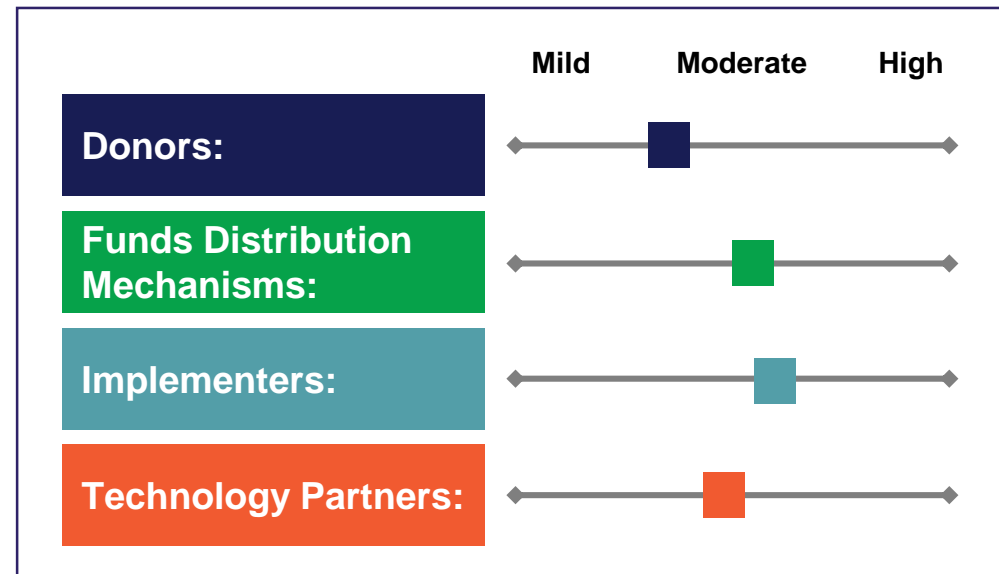 Mild Moderate High
Donors:
Funds Distribution
Mechanisms:
Implementers:
Technology Partners: